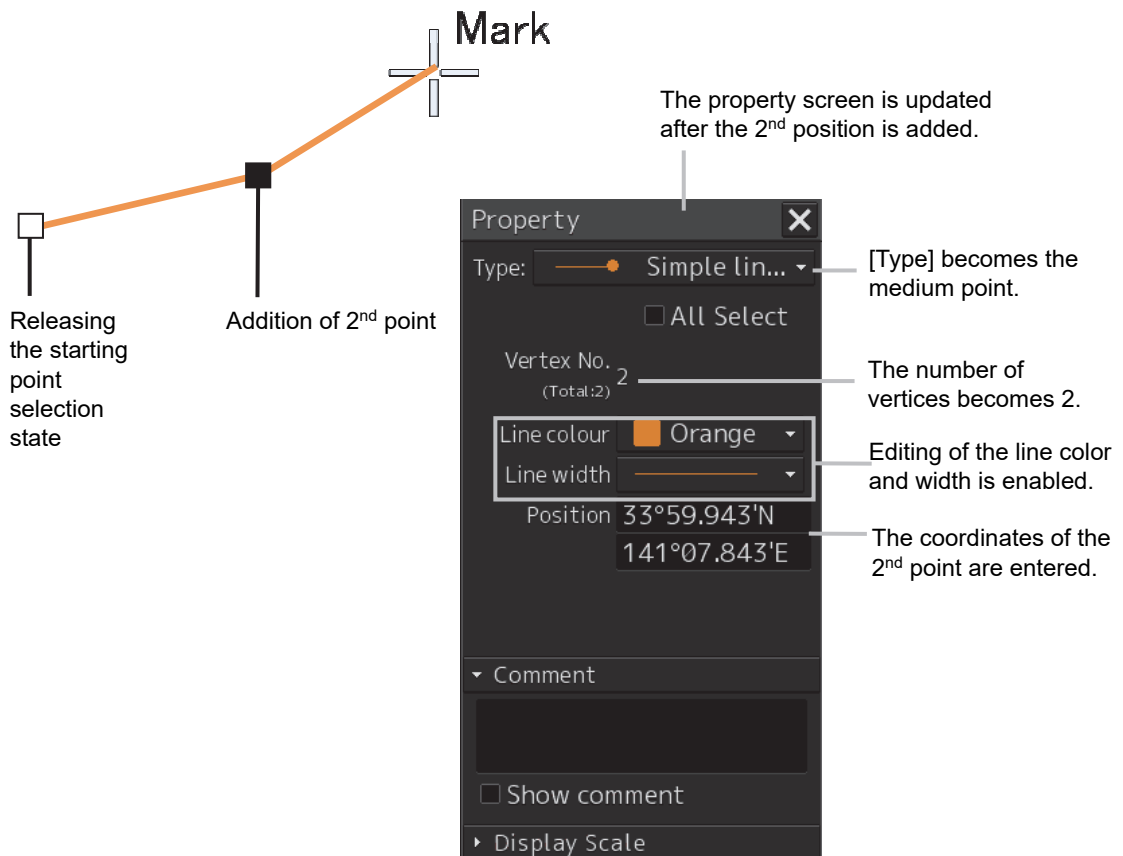 Mark
The property screen is updated
after the 2nd position is added.
Property
Type: Simple lin...
[Type] becomes the
medium point.
All Select
Releasing
the starting
point
selection
state
Addition of 2nd point
Vertex No. 2
(Total:2)
The number of
vertices becomes 2.
Line colour Orange
Line width
Editing of the line color
and width is enabled.
Position 33°59.943'N
141°07.843'E
The coordinates of the
2nd point are entered.
Comment
Show comment
Display Scale